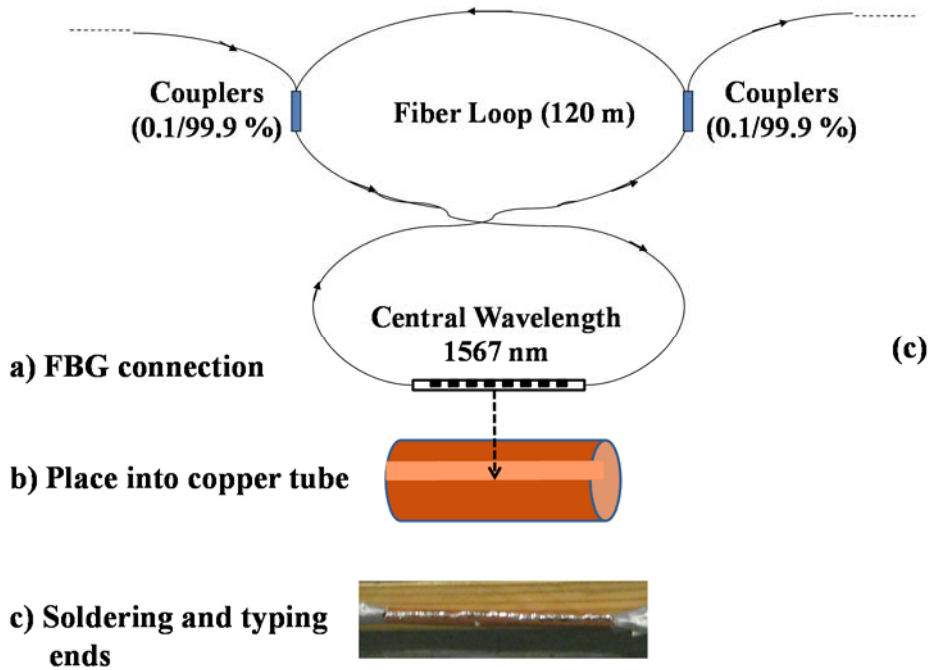 Couplers
(0.1/99.9 %)
Fiber Loop (120 m)
Couplers
(0.1/99.9 %)
Central Wavelength
1567 nm
a) FBG connection
(c)
b) Place into copper tube
c) Soldering and typing
ends